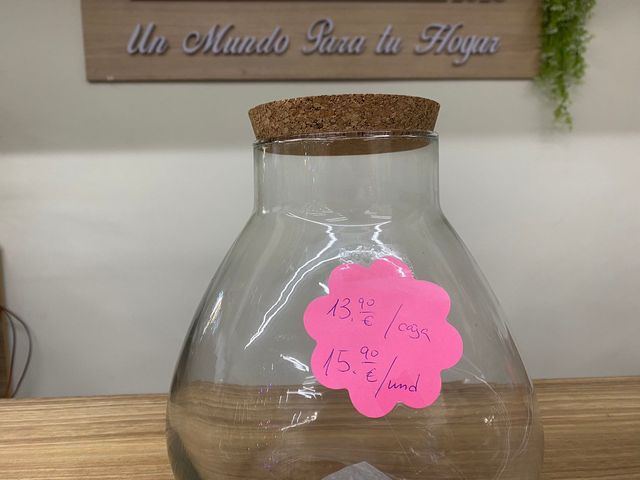 Un Mundo Para tu Hogar
13.90 € / caja
15.90 € / und